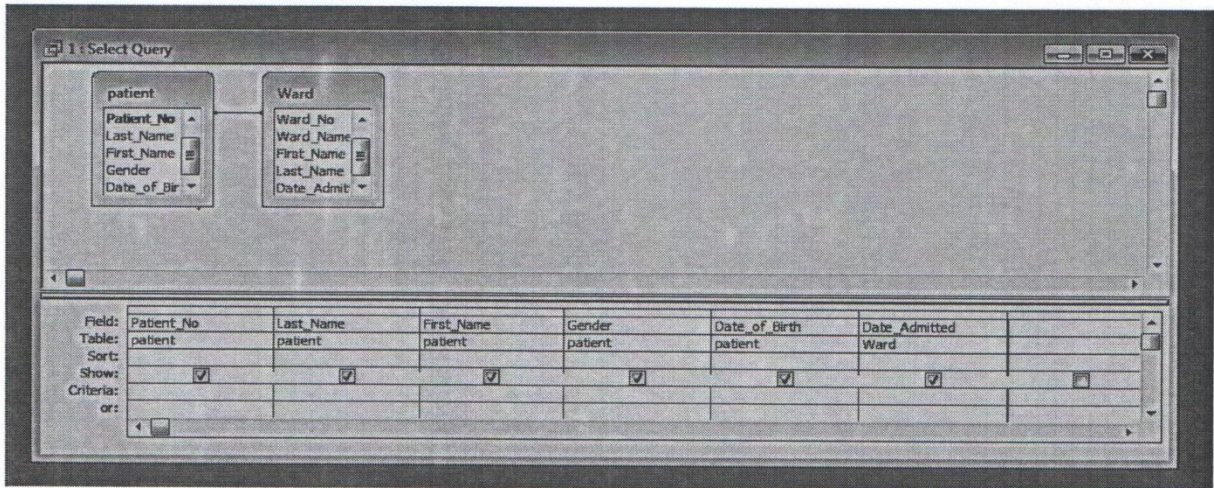 1 : Select Query
patient
Patient_No
Last_Name
First_Name
Gender
Date_of_Bir
Ward
Ward_No
Ward_Name
First_Name
Last_Name
Date_Admit
Field: Patient_No Last_Name First_Name Gender Date_of_Birth Date_Admitted
Table: patient patient patient patient patient Ward
Sort:
Show:
Criteria:
or: